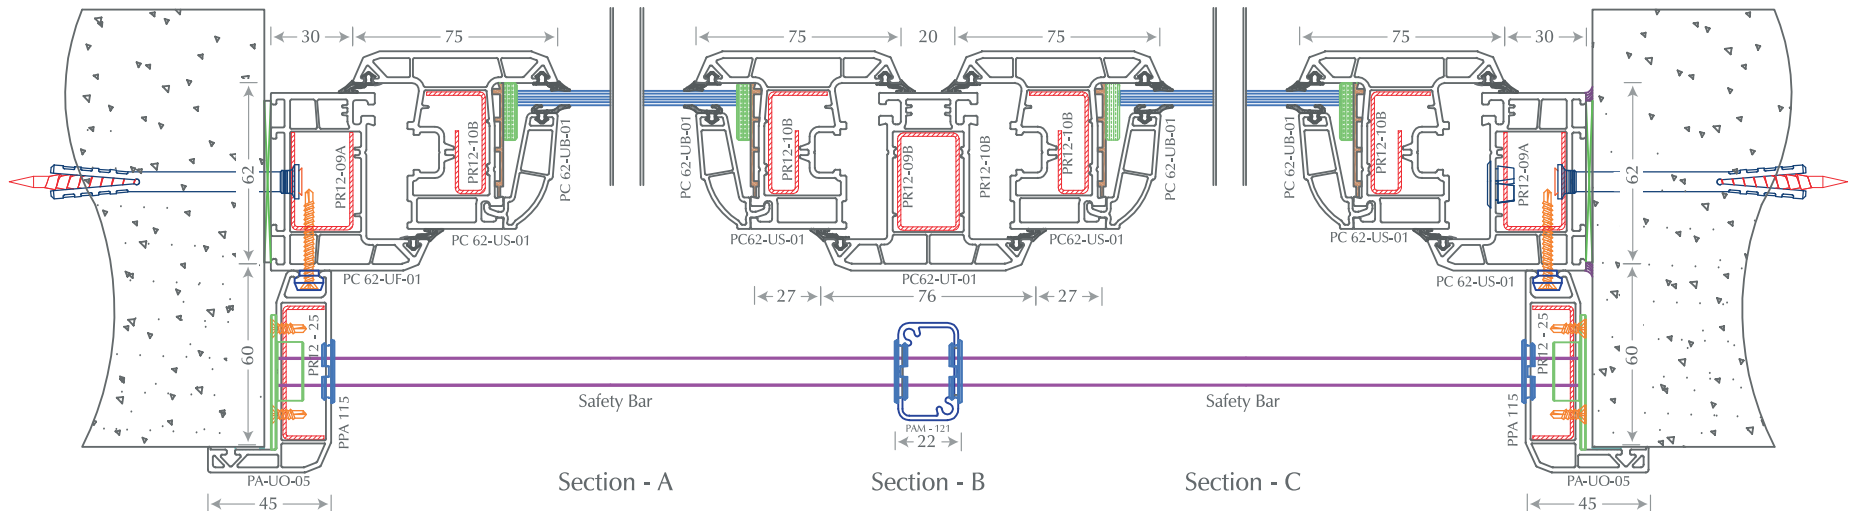 30
75
75
20
75
75
30
62
PR12-09A
PR12-10B
PC 62-UB-01
PC 62-UB-01
PR12-10B
PR12-09B
PR12-10B
PR12-10B
PC 62-UB-01
PC 62-UB-01
PR12-10B
PR12-09A
62
PC 62-US-01
PC62-US-01
PC62-US-01
PC 62-US-01
PC 62-UF-01
PC62-UT-01
PC 62-US-01
27
76
27
60
PR12 - 25
PR12 - 25
60
Safety Bar
Safety Bar
PPA 115
PAM - 121
PPA 115
22
PA-UO-05
Section - A
Section - B
Section - C
PA-UO-05
45
45